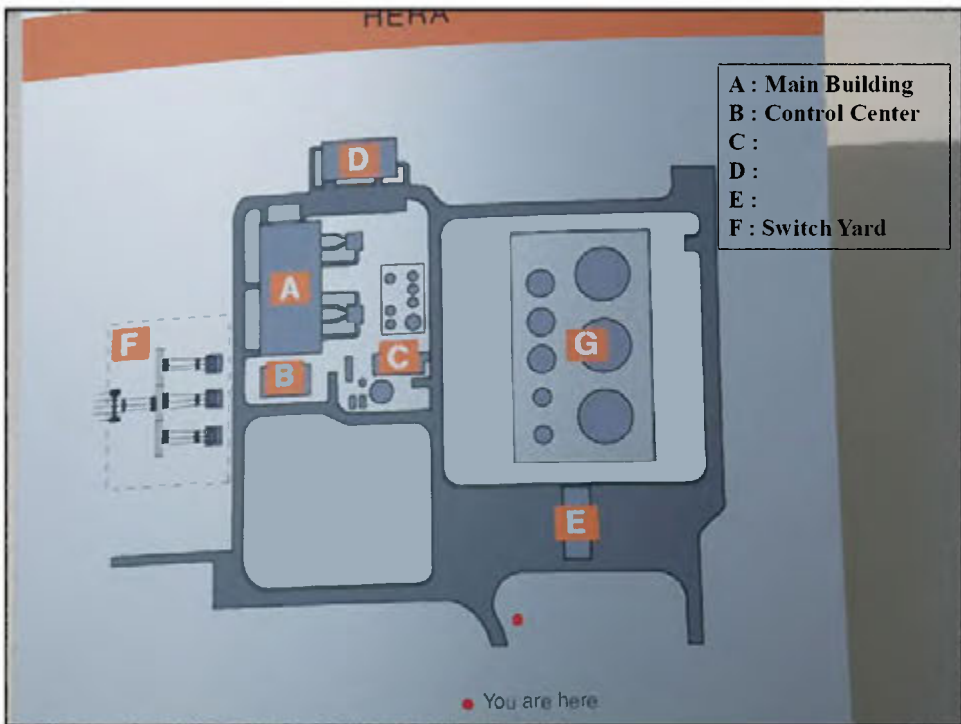 HERA
A : Main Building
B : Control Center
C :
D :
E :
F : Switch Yard
D
A
F
G
C
B
E
You are here